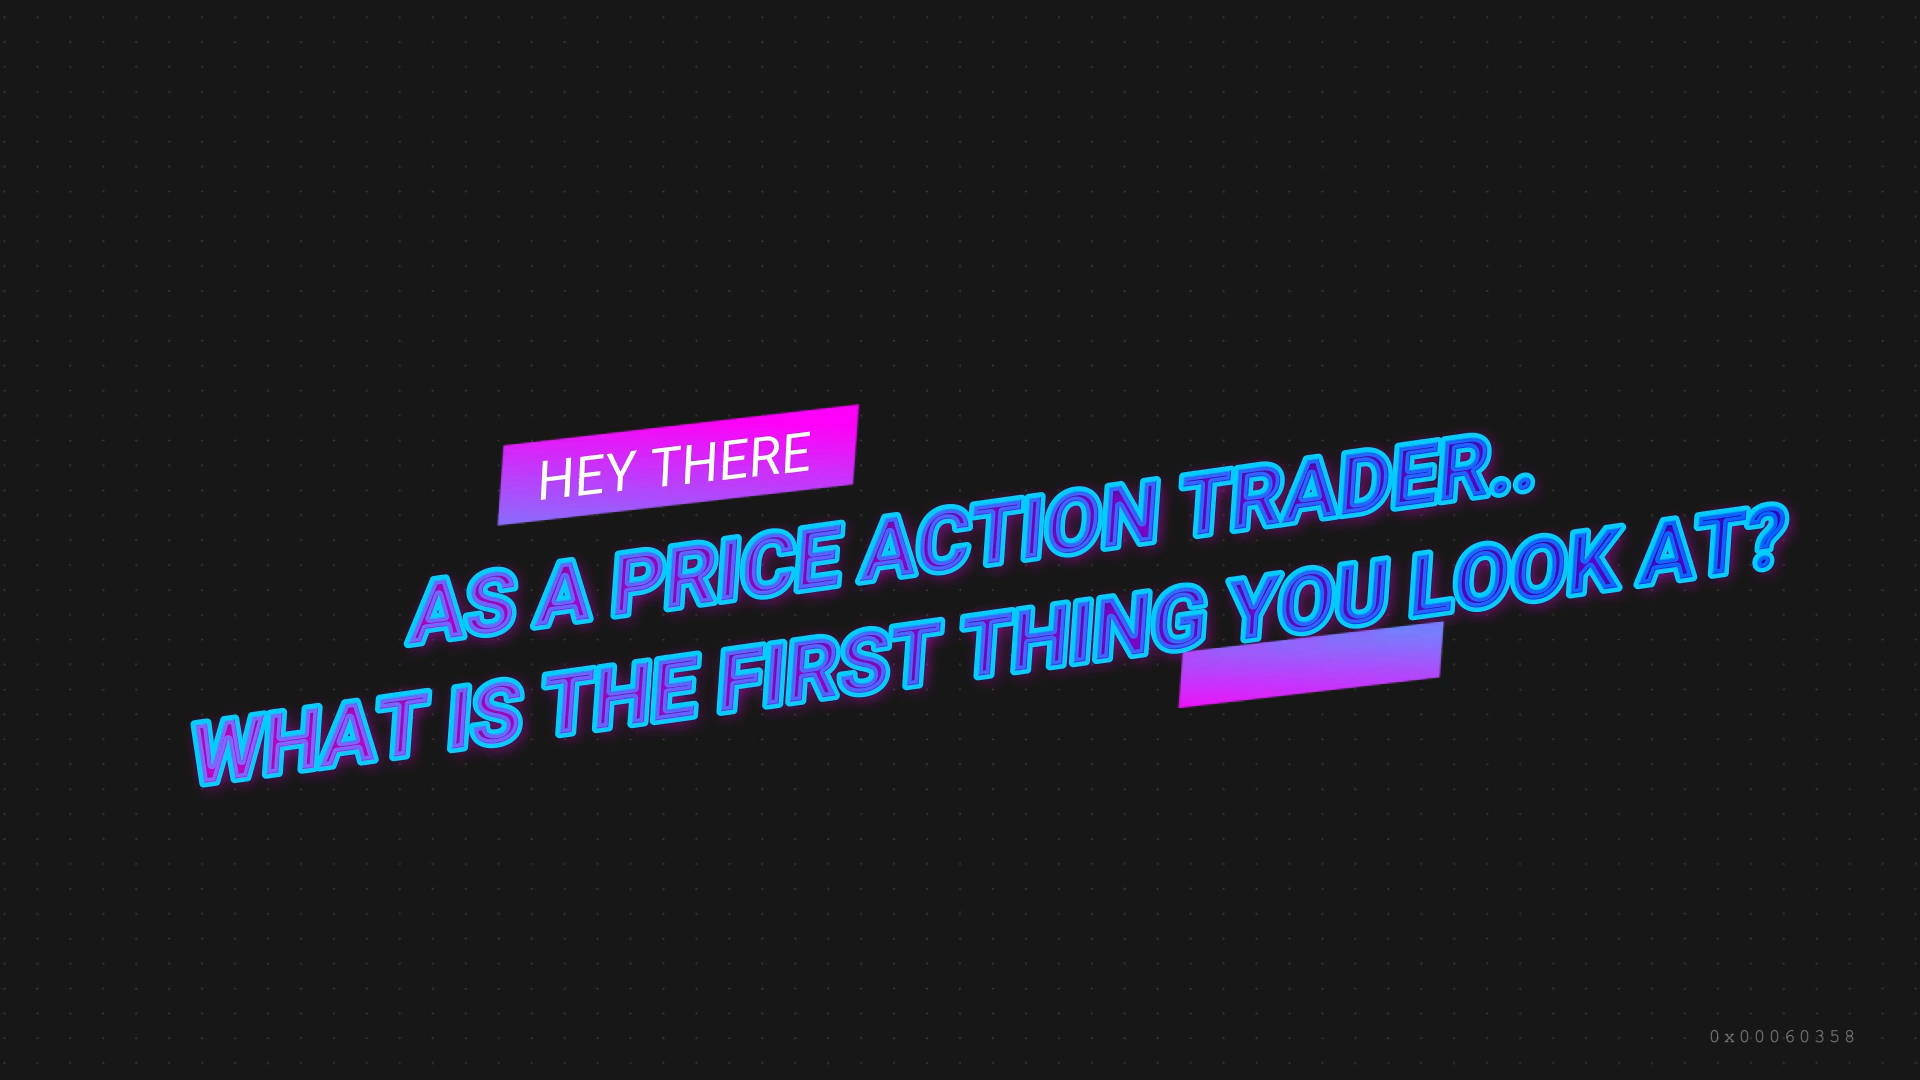 HEY THERE
AS A PRICE ACTION TRADER..
WHAT IS THE FIRST THING YOU LOOK AT?
0x00060358